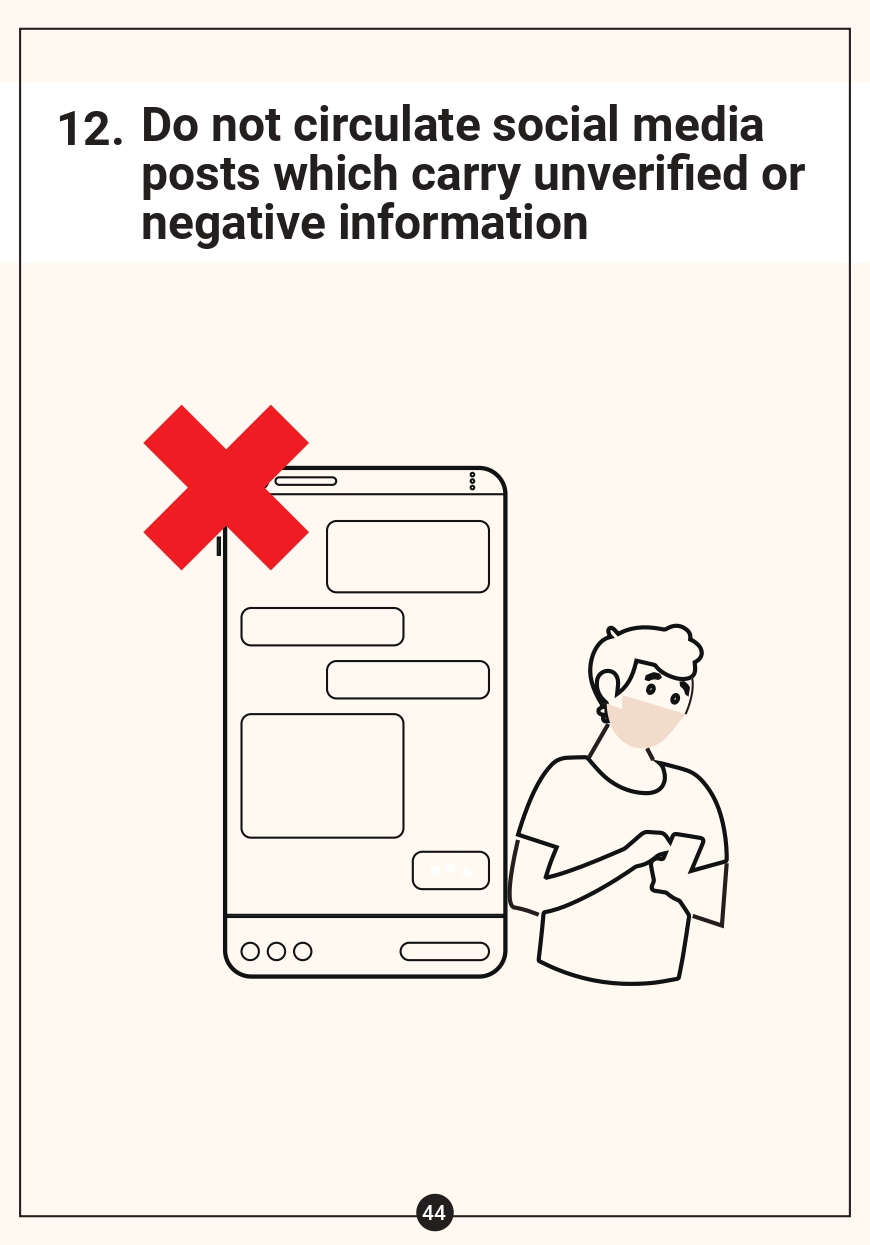 12. Do not circulate social media
posts which carry unverified or
negative information
44